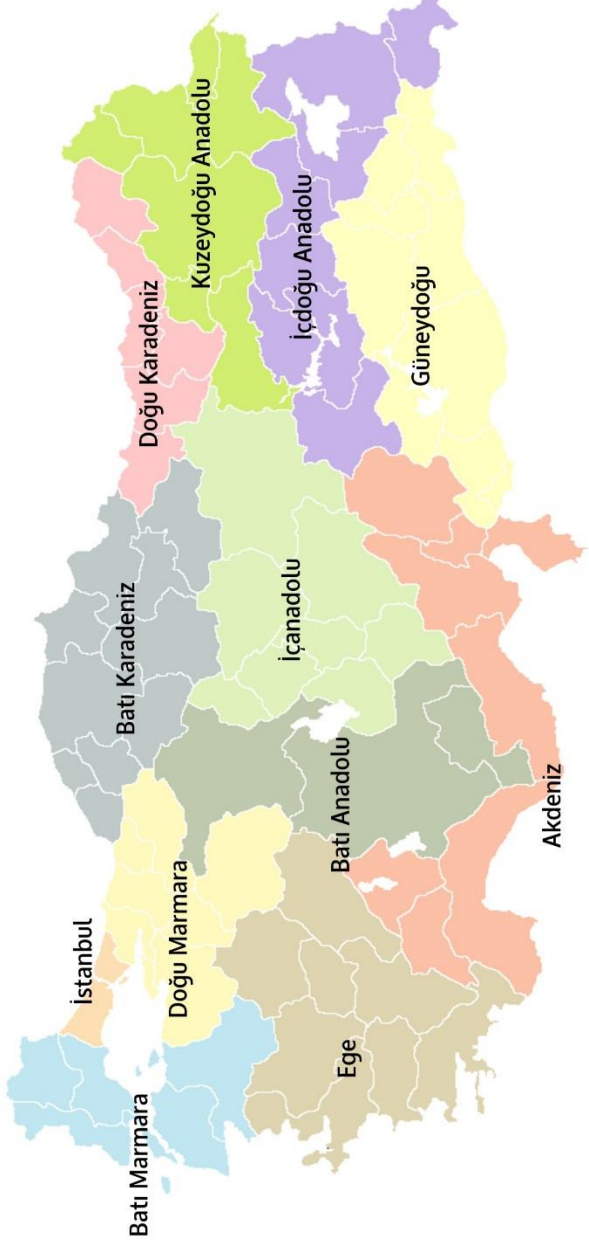 İstanbul
Batı Marmara
Doğu Marmara
Ege
Batı Karadeniz
Batı Anadolu
Akdeniz
İçanadolu
Doğu Karadeniz
Kuzeydoğu Anadolu
İçdoğu Anadolu
Güneydoğu